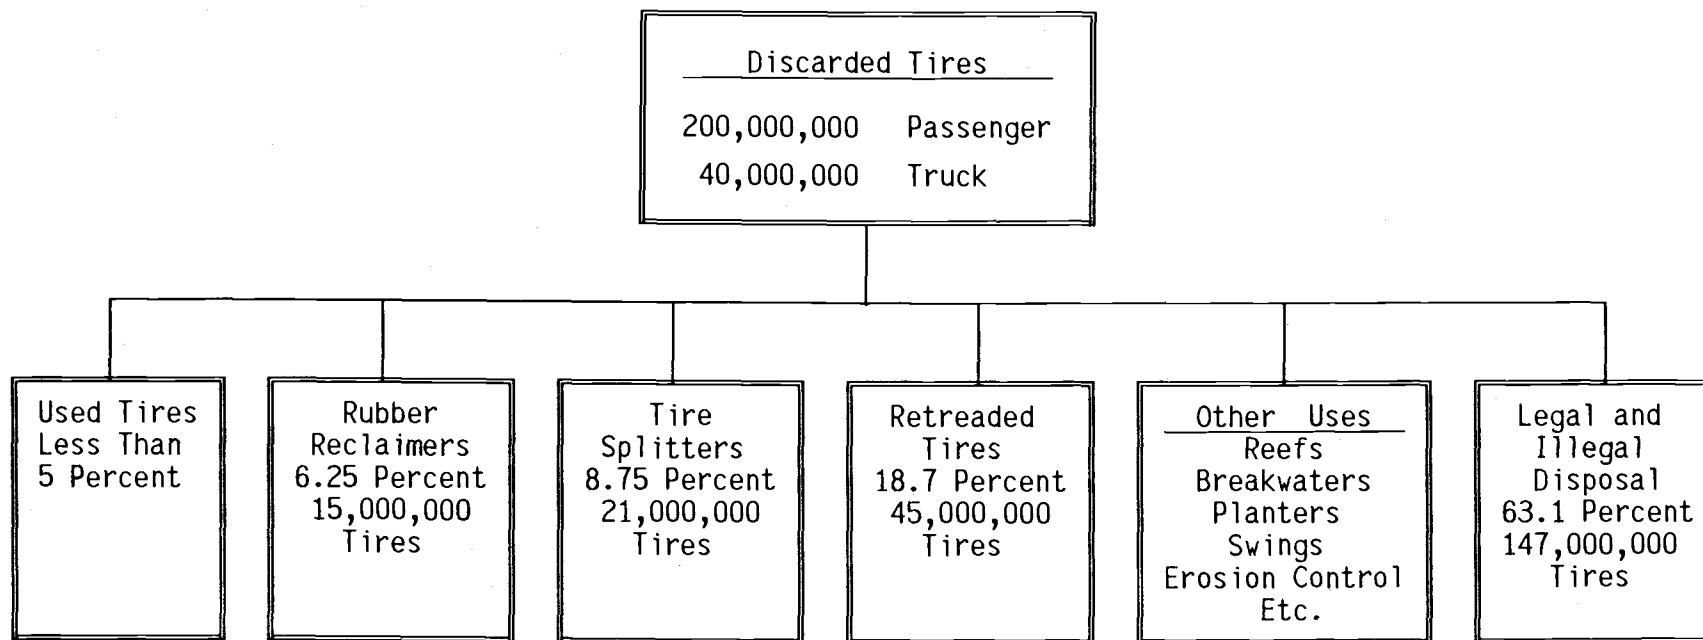 Discarded Tires
200,000,000 Passenger
40,000,000 Truck
Used Tires
Less Than
5 Percent
Rubber
Reclaimers
6.25 Percent
15,000,000
Tires
Tire
Splitters
8.75 Percent
21,000,000
Tires
Retreaded
Tires
18.7 Percent
45,000,000
Tires
Other Uses
Reefs
Breakwaters
Planters
Swings
Erosion Control
Etc.
Legal and
Illegal
Disposal
63.1 Percent
147,000,000
Tires